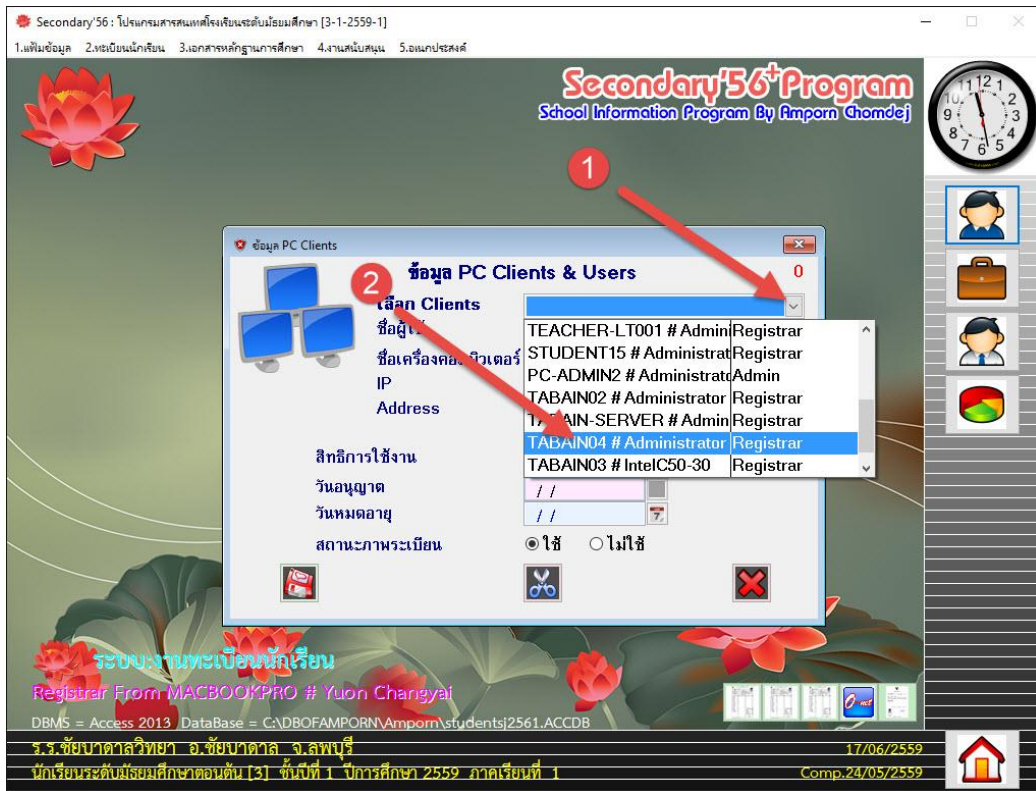 Secondary'56 : โปรแกรมสารสนเทศโรงเรียนระดับมัธยมศึกษา [3-1-2559-1]
1.แฟ้มข้อมูล 2.ทะเบียนนักเรียน 3.เอกสารหลักฐานการศึกษา 4.งานสนับสนุน 5.อเนกประสงค์
Secondary'56+Program
School Information Program By Amporn Chomdej
1
ข้อมูล PC Clients
ข้อมูล PC Clients & Users 0
2
เลือก Clients
ชื่อผู้ใช้
ชื่อเครื่องคอมพิวเตอร์
IP
Address
TEACHER-LT001 # Admini Registrar
STUDENT15 # Administrat Registrar
PC-ADMIN2 # Administrato Admin
TABAIN02 # Administrator Registrar
TABAIN-SERVER # Admin Registrar
TABAIN04 # Administrator Registrar
TABAIN03 # IntelC50-30 Registrar
สิทธิการใช้งาน
วันอนุญาต / /
วันหมดอายุ / / 7
สถานะภาพระเบียน ใช้ ไม่ใช้
ระบบ:งานทะเบียนนักเรียน
Registrar From MACBOOKPRO # Yuon Changyai
DBMS = Access 2013 DataBase = C:\DBOFAMPORN\Amporn\studentsj2561.ACCDB
O-net
ร.ร.ชัยบาดาลวิทยา อ.ชัยบาดาล จ.ลพบุรี 17/06/2559
นักเรียนระดับมัธยมศึกษาตอนต้น [3] ชั้นปีที่ 1 ปีการศึกษา 2559 ภาคเรียนที่ 1 Comp.24/05/2559